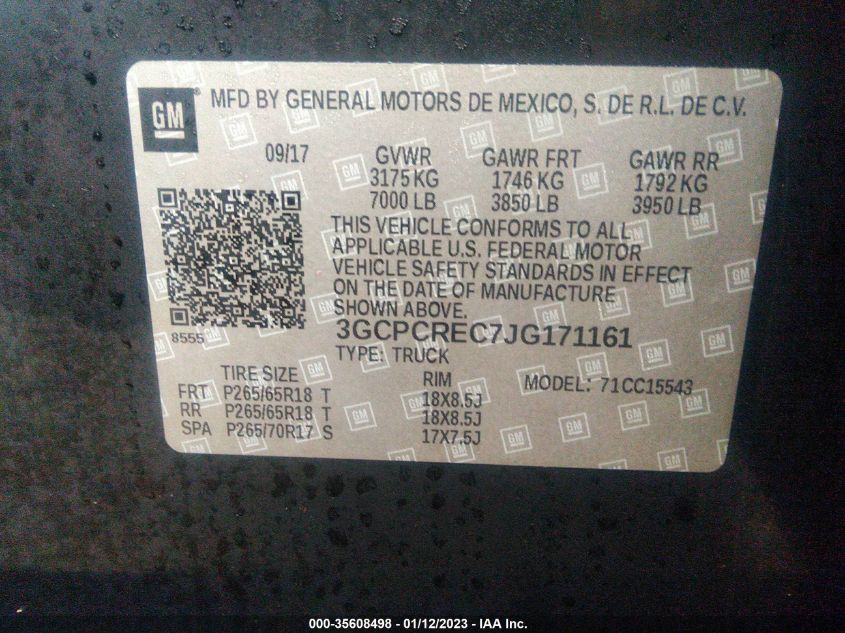 GM MFD BY GENERAL MOTORS DE MEXICO, S. DE R.L. DE C.V.
09/17 GVWR GAWR FRT GAWR RR
3175 KG 1746 KG 1792 KG
7000 LB 3850 LB 3950 LB
THIS VEHICLE CONFORMS TO ALL
APPLICABLE U.S. FEDERAL MOTOR
VEHICLE SAFETY STANDARDS IN EFFECT
ON THE DATE OF MANUFACTURE
SHOWN ABOVE.
8555 3GCPCREC7JG171161
TYPE: TRUCK
TIRE SIZE RIM MODEL: 71CC15543
FRT P265/65R18 T 18X8.5J
RR P265/65R18 T 18X8.5J
SPA P265/70R17 S 17X7.5J
000-35608498 - 01/12/2023 - IAA Inc.